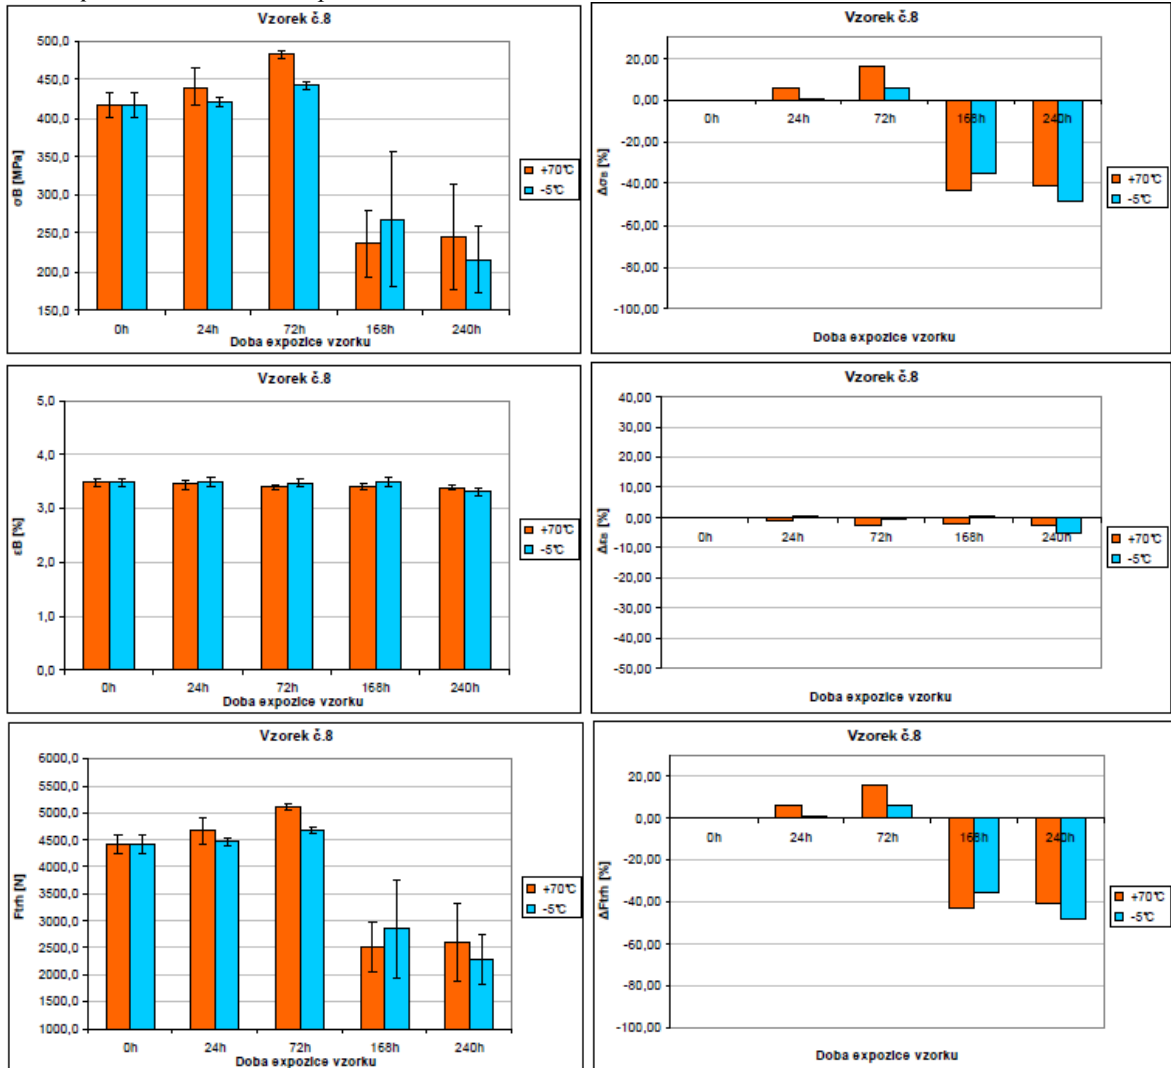 Vzorek č.8
500,0
450,0
400,0
350,0
300,0
250,0
200,0
150,0
σB [MPa]
0h 24h 72h 168h 240h
Doba expozice vzorku
+70°C
-5°C
Vzorek č.8
20,00
0,00
-20,00
-40,00
-60,00
-80,00
-100,00
ΔσB [%]
0h 24h 72h 168h 240h
Doba expozice vzorku
+70°C
-5°C
Vzorek č.8
5,0
4,0
3,0
2,0
1,0
0,0
εB [%]
0h 24h 72h 168h 240h
Doba expozice vzorku
+70°C
-5°C
Vzorek č.8
40,00
30,00
20,00
10,00
0,00
-10,00
-20,00
-30,00
-40,00
-50,00
ΔεB [%]
0h 24h 72h 168h 240h
Doba expozice vzorku
+70°C
-5°C
Vzorek č.8
6000,0
5500,0
5000,0
4500,0
4000,0
3500,0
3000,0
2500,0
2000,0
1500,0
1000,0
Ftrh [N]
0h 24h 72h 168h 240h
Doba expozice vzorku
+70°C
-5°C
Vzorek č.8
20,00
0,00
-20,00
-40,00
-60,00
-80,00
-100,00
ΔFtrh [%]
0h 24h 72h 168h 240h
Doba expozice vzorku
+70°C
-5°C